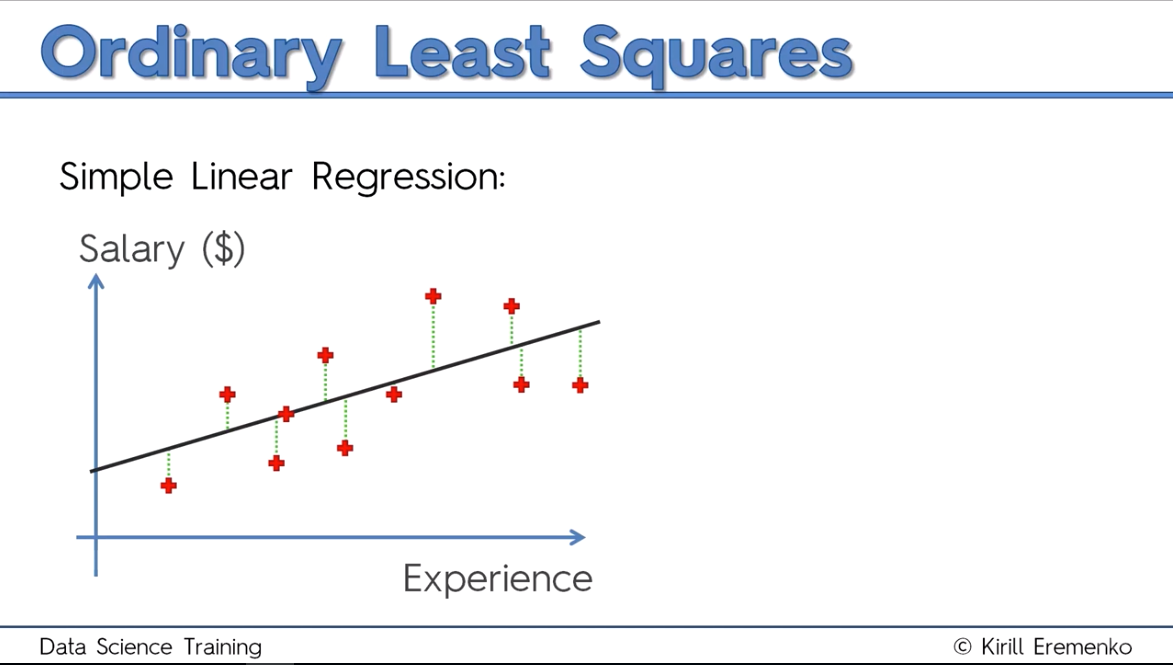 Ordinary Least Squares
Simple Linear Regression:
Salary ($)
Experience
Data Science Training
© Kirill Eremenko